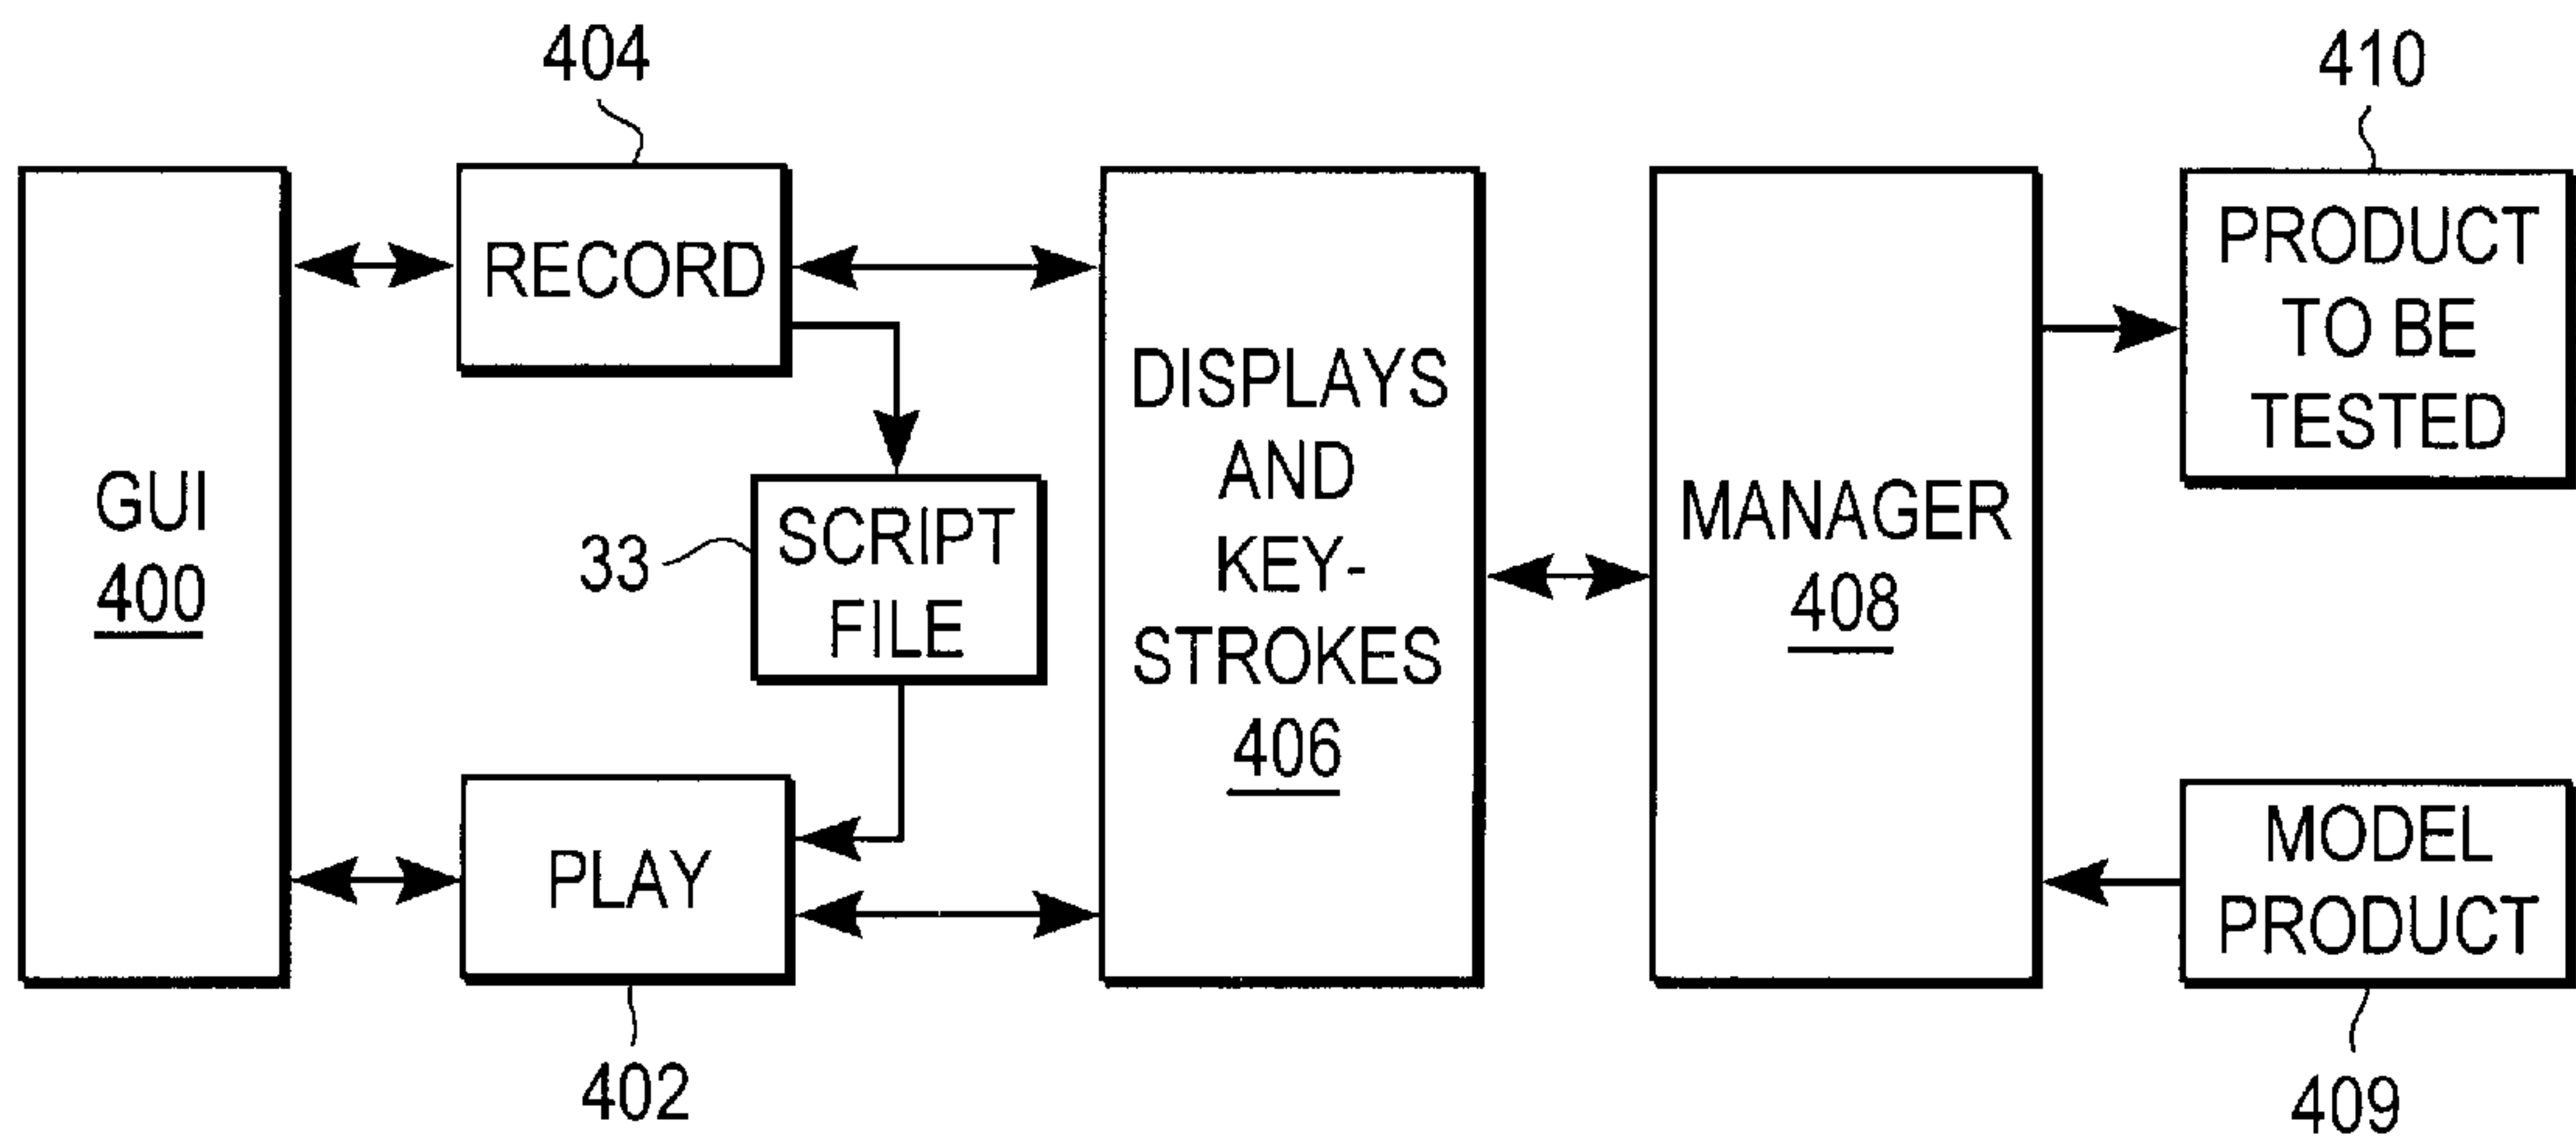 404
410
GUI
400
RECORD
33
SCRIPT
FILE
PLAY
402
DISPLAYS
AND
KEY-
STROKES
406
MANAGER
408
PRODUCT
TO BE
TESTED
MODEL
PRODUCT
409